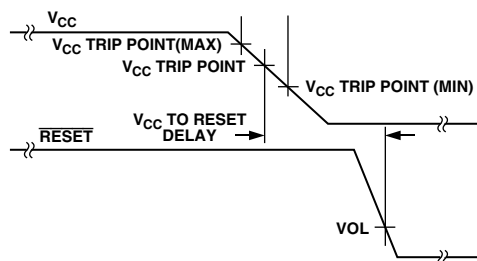 VCC
VCC TRIP POINT(MAX)
VCC TRIP POINT
VCC TRIP POINT (MIN)
VCC TO RESET
DELAY
RESET
VOL